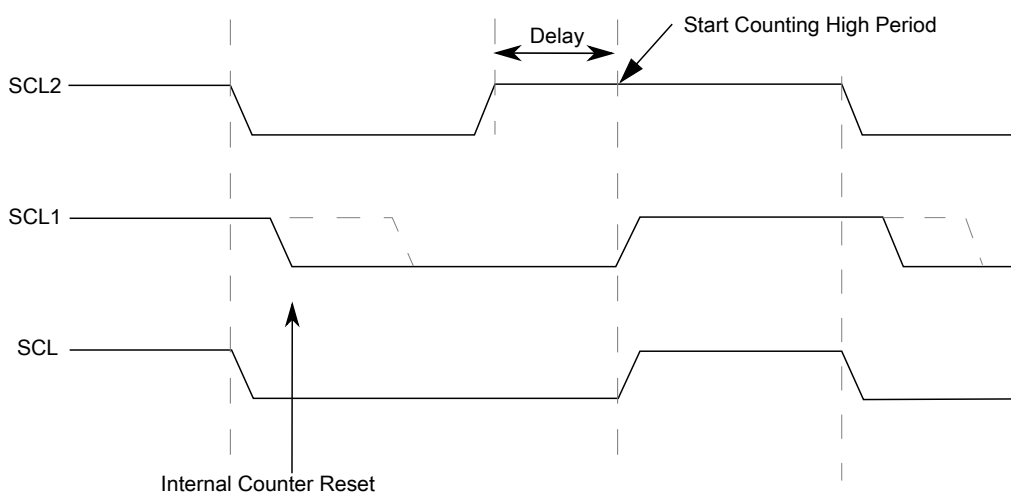 Start Counting High Period
Delay
SCL2
SCL1
SCL
Internal Counter Reset